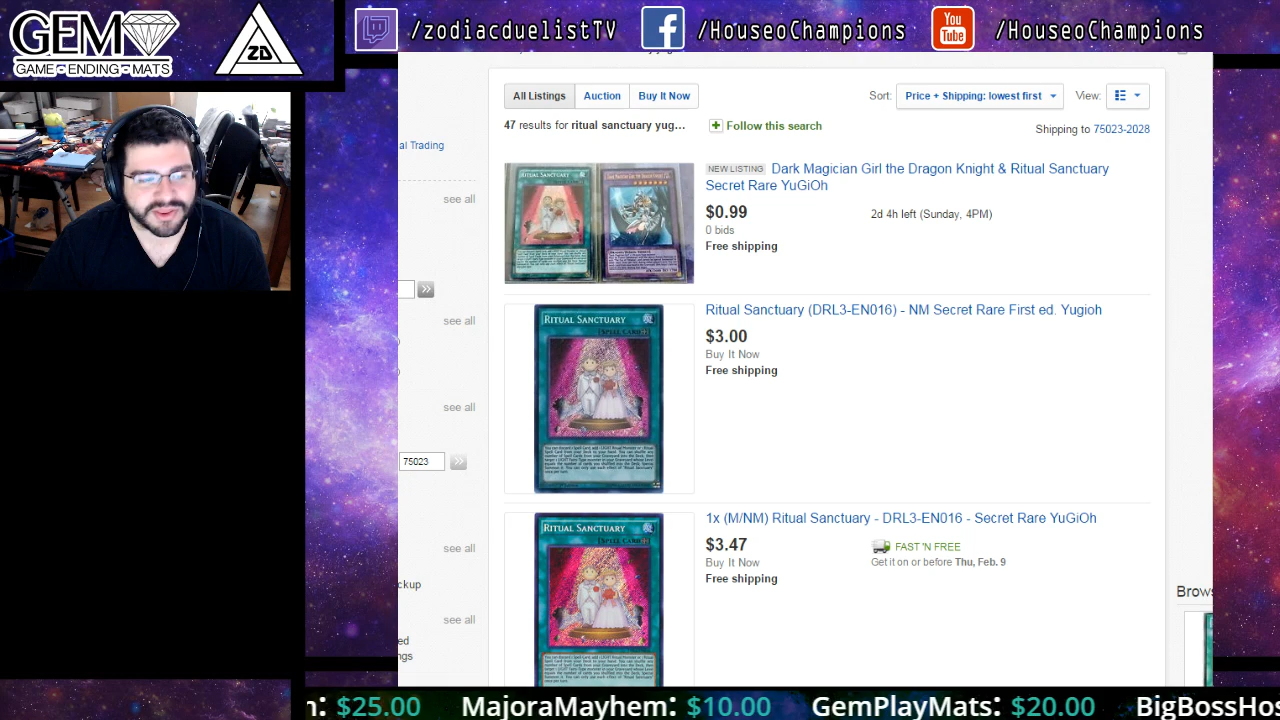 GEM
GAME - ENDING - MATS
ZD
/zodiacduelistTV
/HouseoChampions
You Tube
/HouseoChampions
All Listings
Auction
Buy It Now
Sort:
Price + Shipping: lowest first
View:
47 results for ritual sanctuary yug...
Follow this search
Shipping to 75023-2028
al Trading
see all
see all
see all
75023
see all
ckup
see all
ed
ngs
RITUAL SANCTUARY
NEW LISTING Dark Magician Girl the Dragon Knight & Ritual Sanctuary
Secret Rare YuGiOh
$0.99
2d 4h left (Sunday, 4PM)
0 bids
Free shipping
RITUAL SANCTUARY
[SPELL CARD]
Ritual Sanctuary (DRL3-EN016) - NM Secret Rare First ed. Yugioh
$3.00
Buy It Now
Free shipping
RITUAL SANCTUARY
[SPELL CARD]
1x (M/NM) Ritual Sanctuary - DRL3-EN016 - Secret Rare YuGiOh
$3.47
FAST 'N FREE
Buy It Now
Get it on or before Thu, Feb. 9
Free shipping
Brows
n: $25.00 MajoraMayhem: $10.00 GemPlayMats: $20.00 BigBossHos